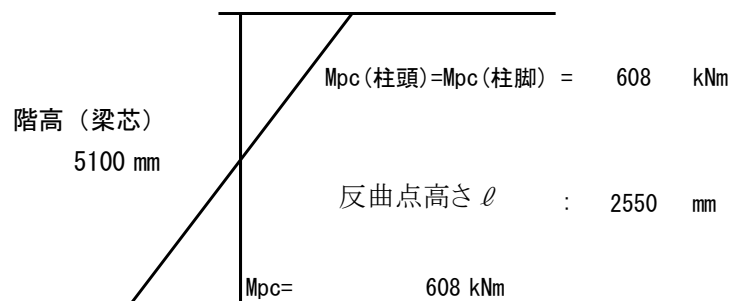 Mpc(柱頭)=Mpc(柱脚) = 608 kNm
階高（梁芯）
5100 mm
反曲点高さℓ : 2550 mm
Mpc= 608 kNm